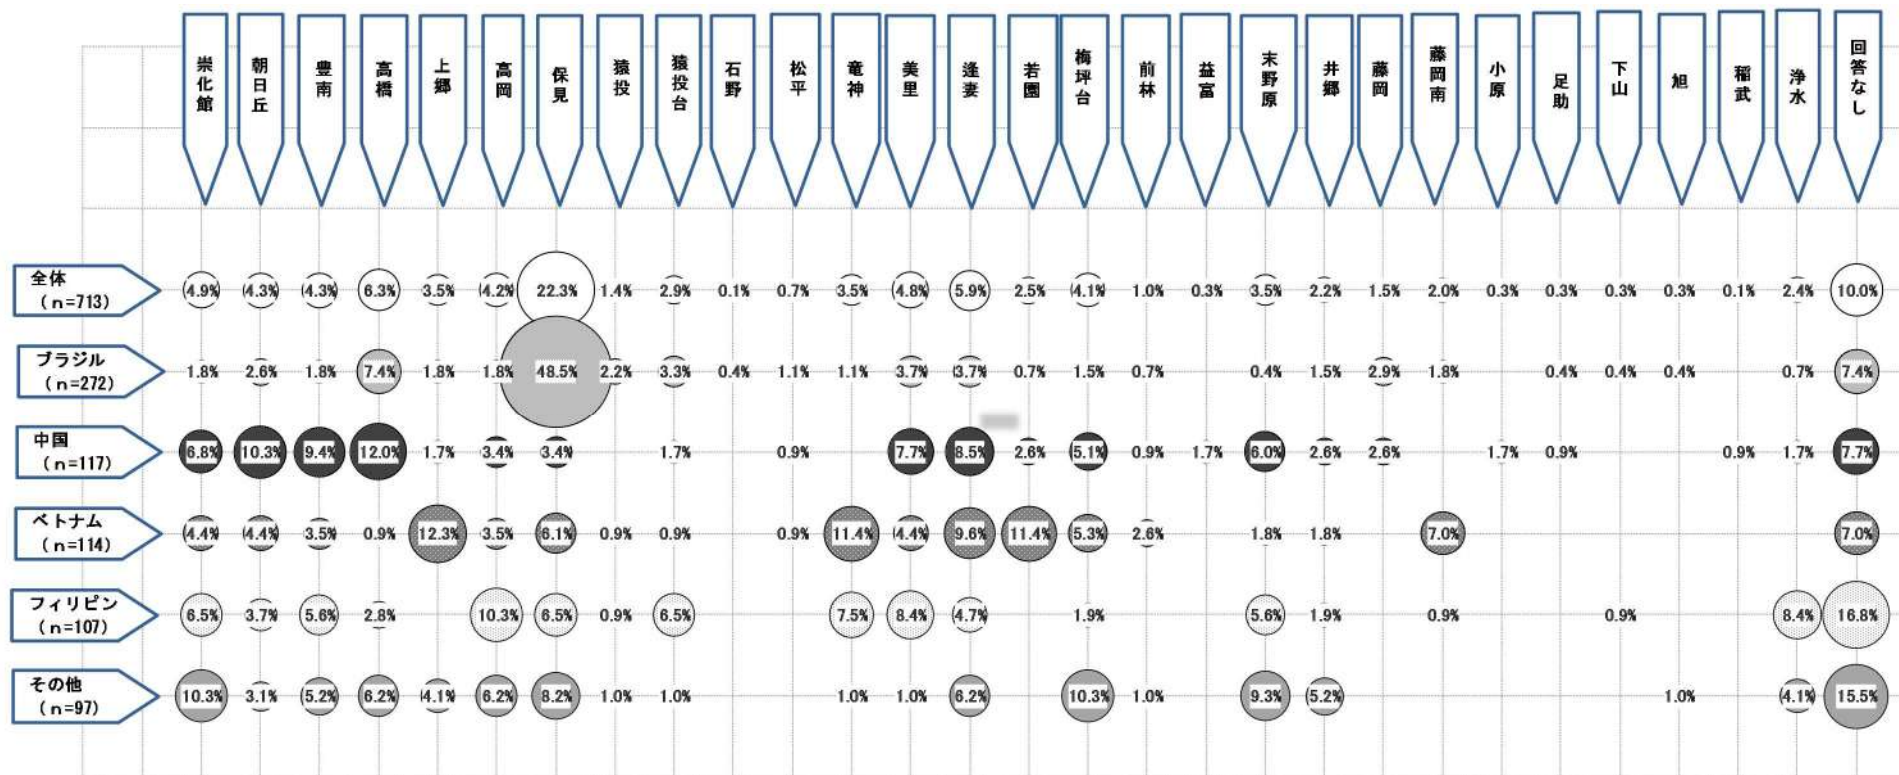 崇化館
朝日丘
豊南
高橋
上郷
高岡
保見
猿投
猿投台
石野
松平
竜神
美里
逢妻
若園
梅坪台
前林
益富
末野原
井郷
藤岡
藤岡南
小原
足助
下山
旭
稲武
浄水
回答なし
全体
(n=713)
4.9% 4.3% 4.3% 6.3% 3.5% 4.2% 22.3% 1.4% 2.9% 0.1% 0.7% 3.5% 4.8% 5.9% 2.5% 4.1% 1.0% 0.3% 3.5% 2.2% 1.5% 2.0% 0.3% 0.3% 0.3% 0.3% 0.1% 2.4% 10.0%
ブラジル
(n=272)
1.8% 2.6% 1.8% 7.4% 1.8% 1.8% 48.5% 2.2% 3.3% 0.4% 1.1% 1.1% 3.7% 3.7% 0.7% 1.5% 0.7% 0.4% 1.5% 2.9% 1.8% 0.4% 0.4% 0.4% 0.7% 7.4%
中国
(n=117)
6.8% 10.3% 9.4% 12.0% 1.7% 3.4% 3.4% 1.7% 0.9% 7.7% 8.5% 2.6% 5.1% 0.9% 1.7% 6.0% 2.6% 2.6% 1.7% 0.9% 0.9% 1.7% 7.7%
ベトナム
(n=114)
4.4% 4.4% 3.5% 0.9% 12.3% 3.5% 6.1% 0.9% 0.9% 0.9% 11.4% 4.4% 9.6% 11.4% 5.3% 2.6% 1.8% 1.8% 7.0% 7.0%
フィリピン
(n=107)
6.5% 3.7% 5.6% 2.8% 10.3% 6.5% 0.9% 6.5% 7.5% 8.4% 4.7% 1.9% 5.6% 1.9% 0.9% 0.9% 8.4% 16.8%
その他
(n=97)
10.3% 3.1% 5.2% 6.2% 4.1% 6.2% 8.2% 1.0% 1.0% 1.0% 1.0% 6.2% 10.3% 1.0% 9.3% 5.2% 1.0% 4.1% 15.5%